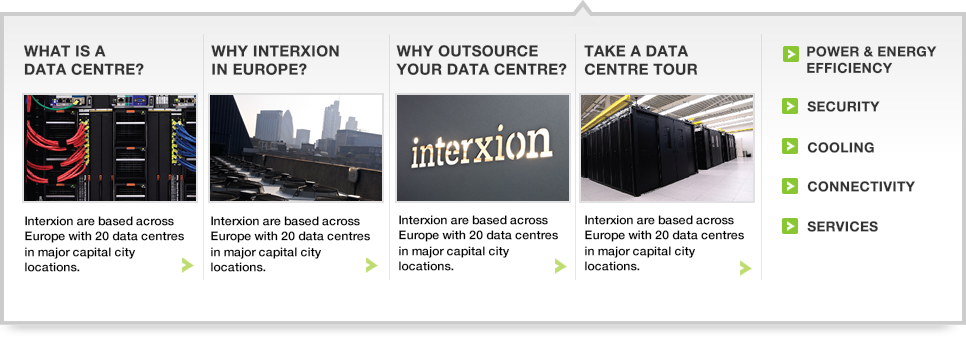 WHAT IS A
DATA CENTRE?
Interxion are based across
Europe with 20 data centres
in major capital city
locations.
WHY INTERXION
IN EUROPE?
Interxion are based across
Europe with 20 data centres
in major capital city
locations.
WHY OUTSOURCE
YOUR DATA CENTRE?
interxion
Interxion are based across
Europe with 20 data centres
in major capital city
locations.
TAKE A DATA
CENTRE TOUR
Interxion are based across
Europe with 20 data centres
in major capital city
locations.
POWER & ENERGY
EFFICIENCY
SECURITY
COOLING
CONNECTIVITY
SERVICES